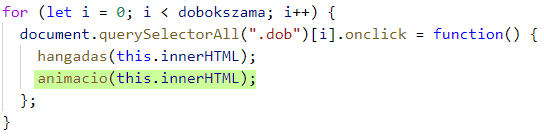 for (let i = 0; i < dobokszama; i++) {
document.querySelectorAll(".dob")[i].onclick = function() {
hangadas(this.innerHTML);
animacio(this.innerHTML);
};
}